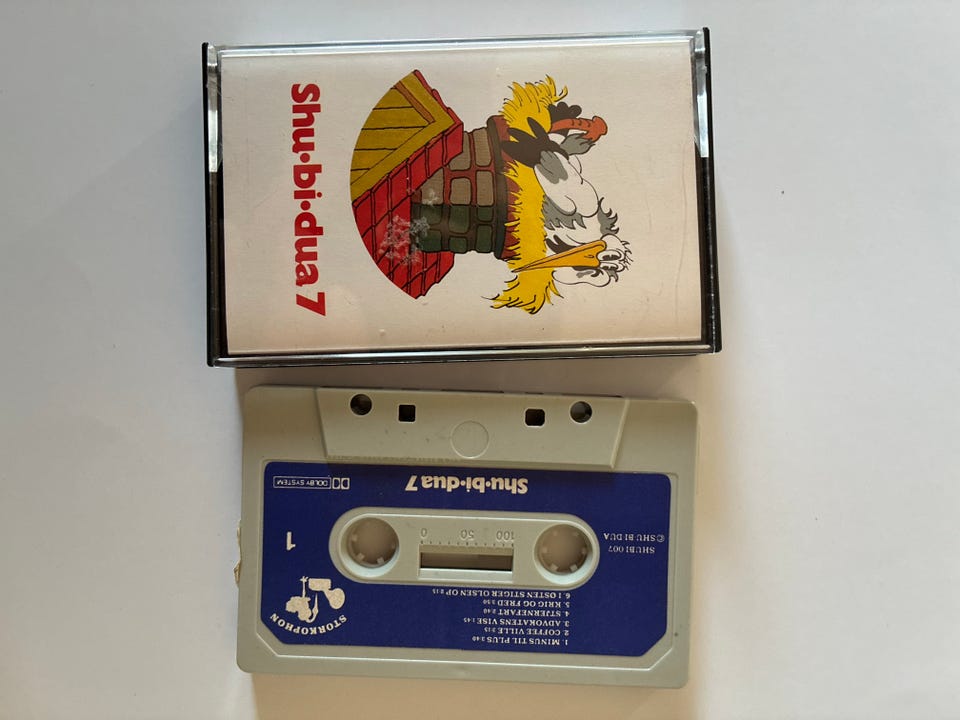 Shu·bi·dua 7
Shu·bi·dua 7
DOLBY SYSTEM
1
SHUBI 007
©SHU BI DUA
100 50 0
STORKOPHON
1. MINUS TIL PLUS 3:40
2. COFFEE VILLE 2:15
3. ADVOKATENS VISE 1:45
4. STJERNEFART 2:40
5. KRIG OG FRED 3:50
6. I ØSTEN STIGER OLSEN OP 2:15